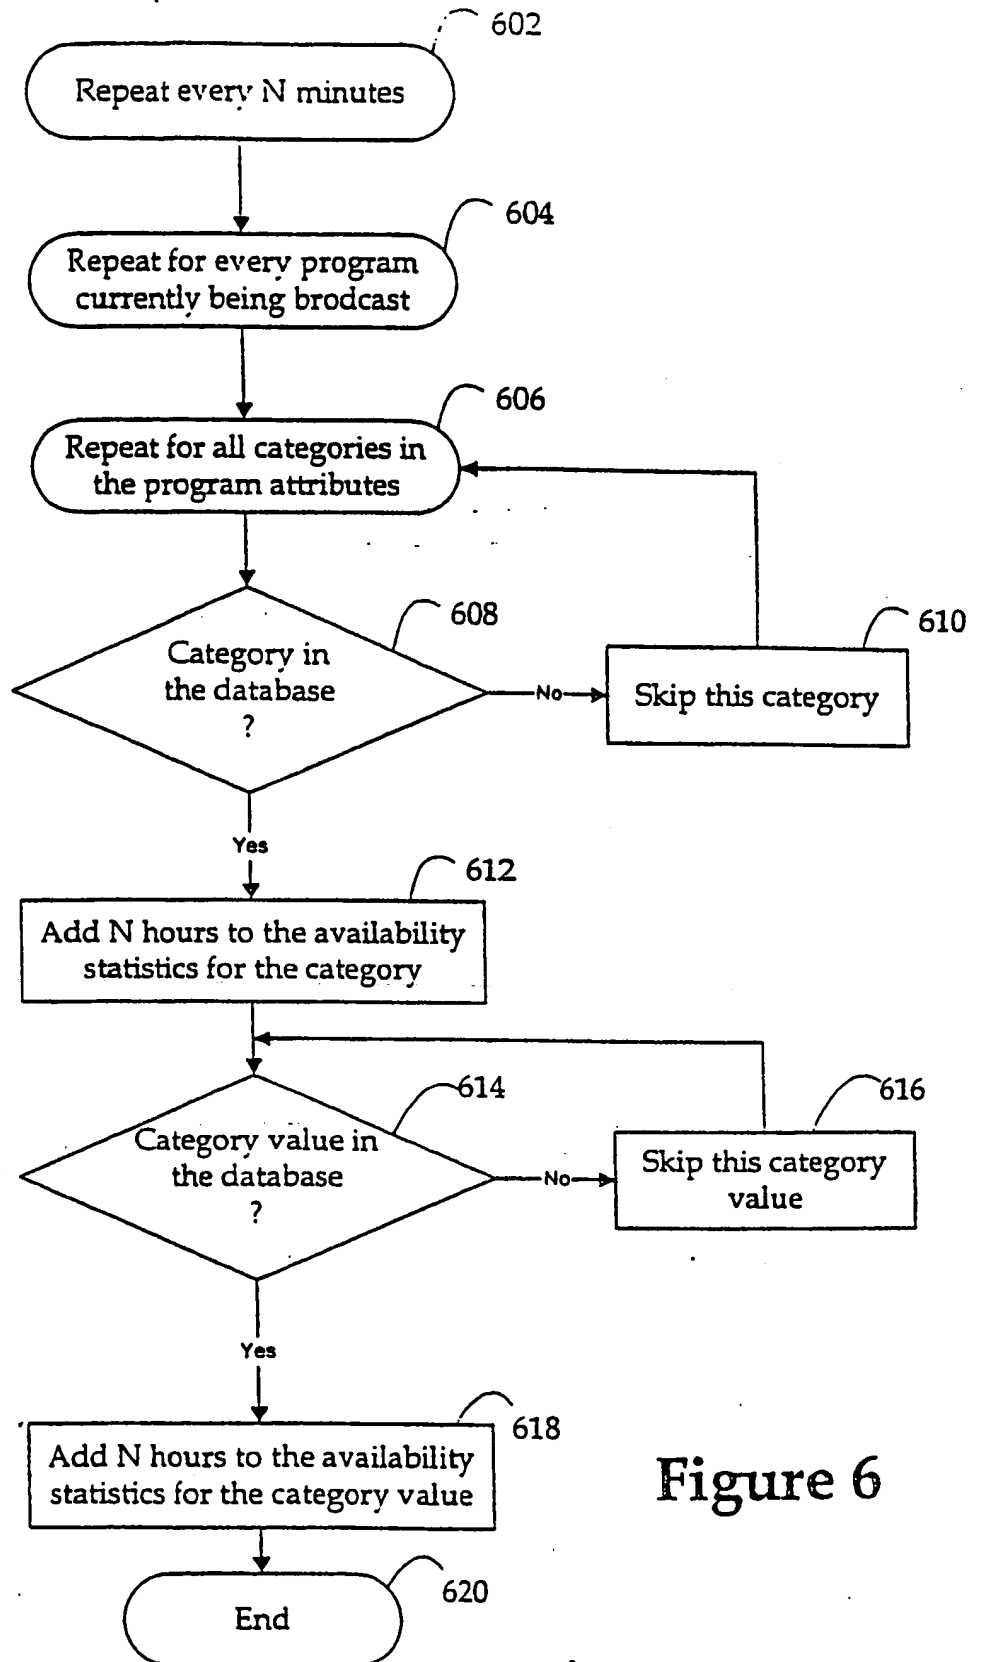 602
Repeat every N minutes
604
Repeat for every program
currently being brodcast
606
Repeat for all categories in
the program attributes
608
Category in
the database
?
No
610
Skip this category
Yes
612
Add N hours to the availability
statistics for the category
614
Category value in
the database
?
No
616
Skip this category
value
Yes
618
Add N hours to the availability
statistics for the category value
Figure 6
620
End